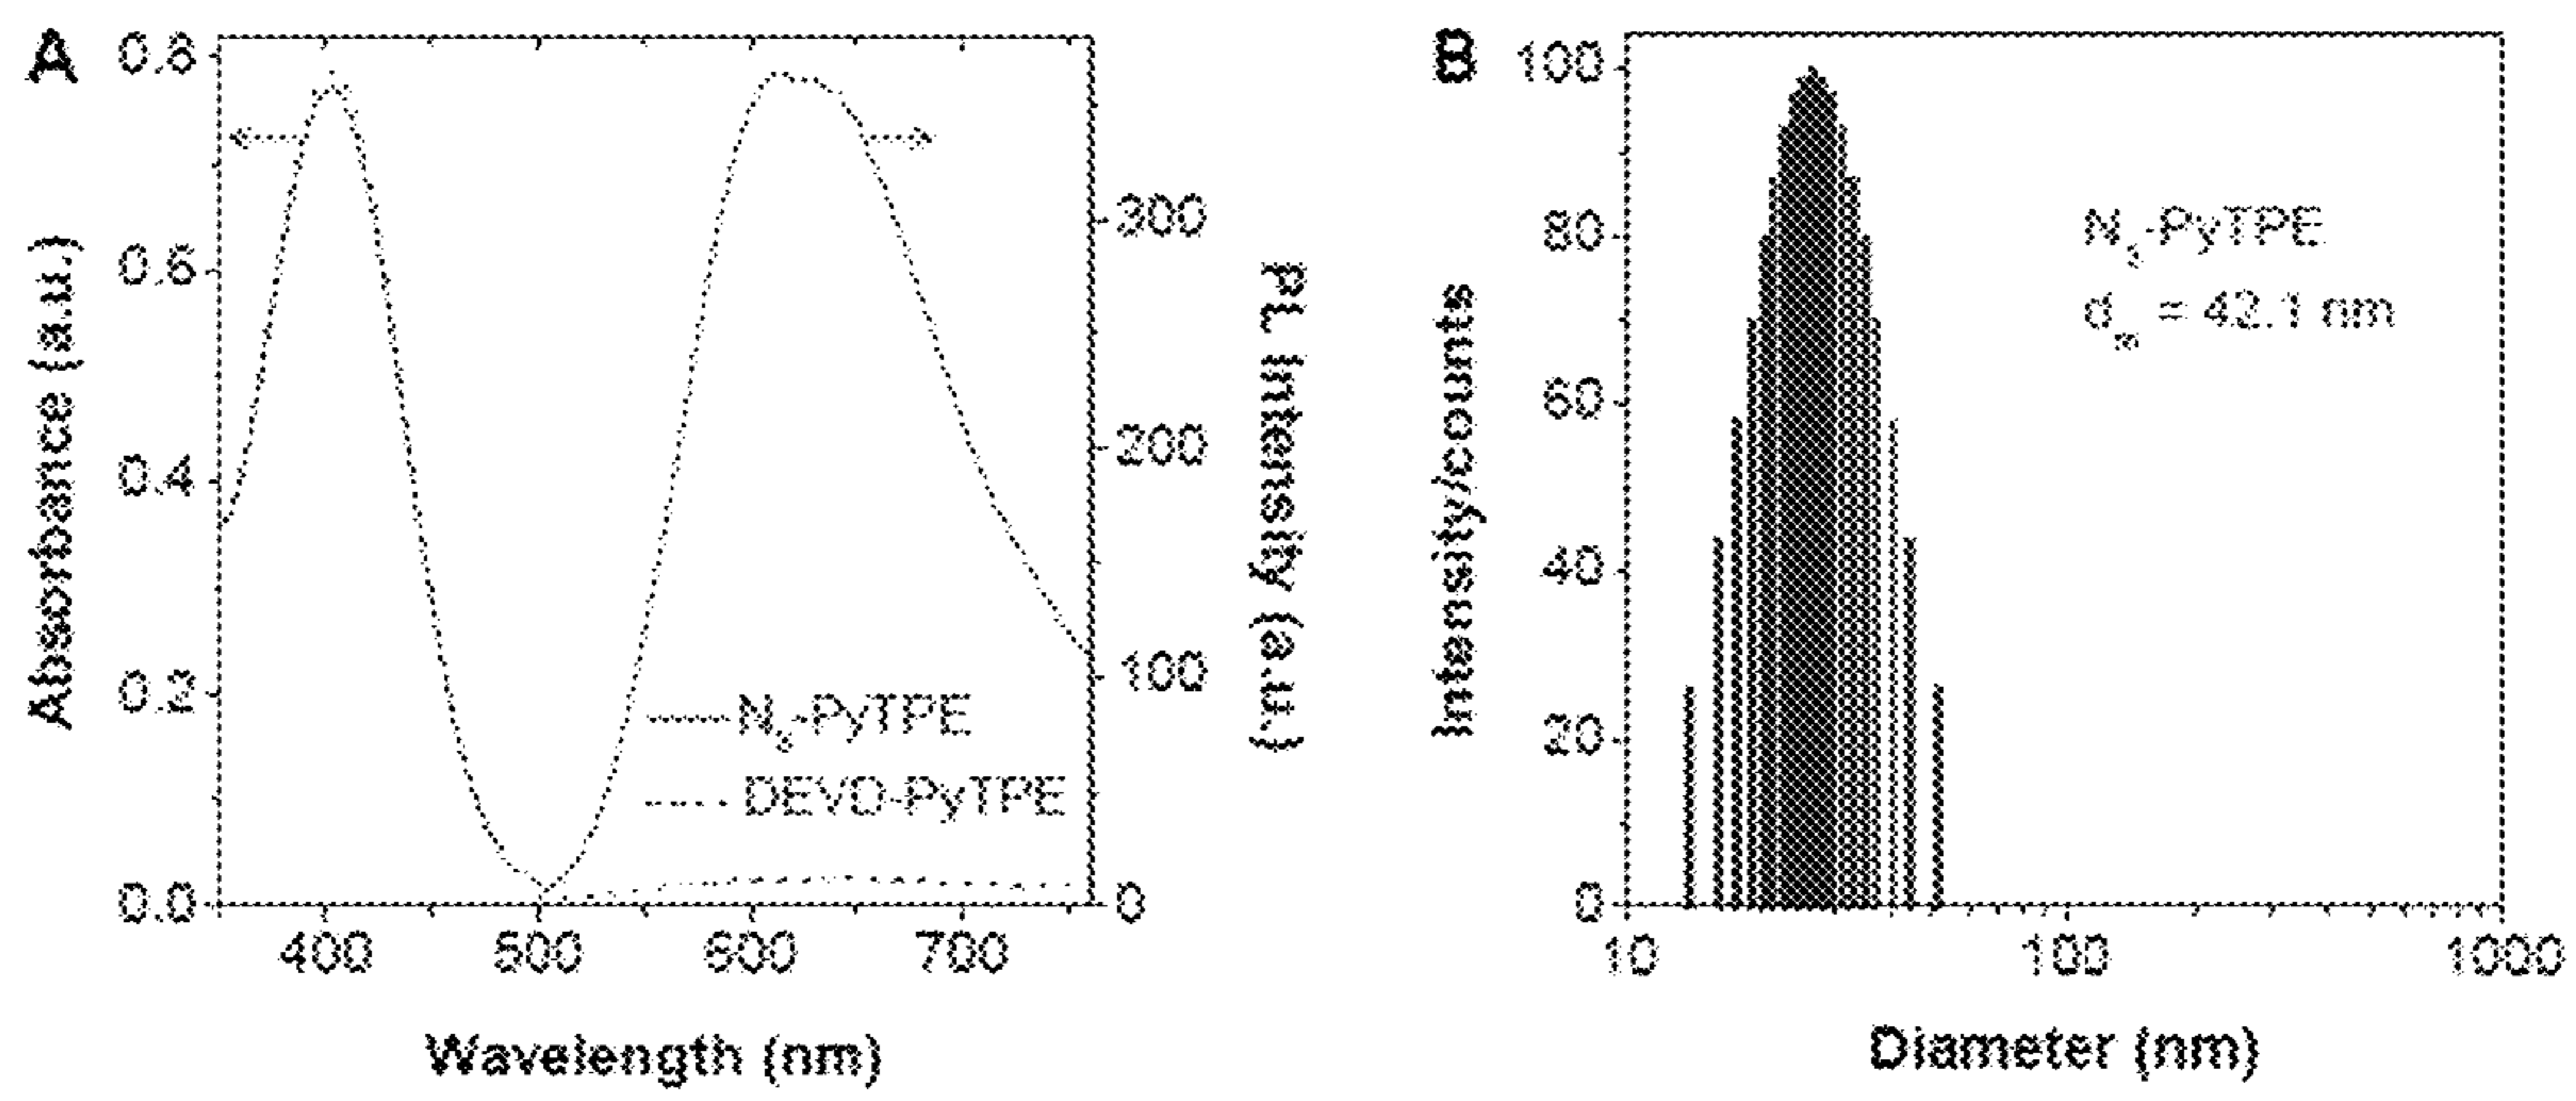 A
0.8
0.6
0.4
0.2
0.0
Absorbance (a.u.)
300
200
100
0
PL Intensity (a.u.)
N3-PyTPE
DEVD-PyTPE
400 500 600 700
Wavelength (nm)
B
100
80
60
40
20
0
Intensity/counts
N3-PyTPE
d = 42.1 nm
10 100 1000
Diameter (nm)